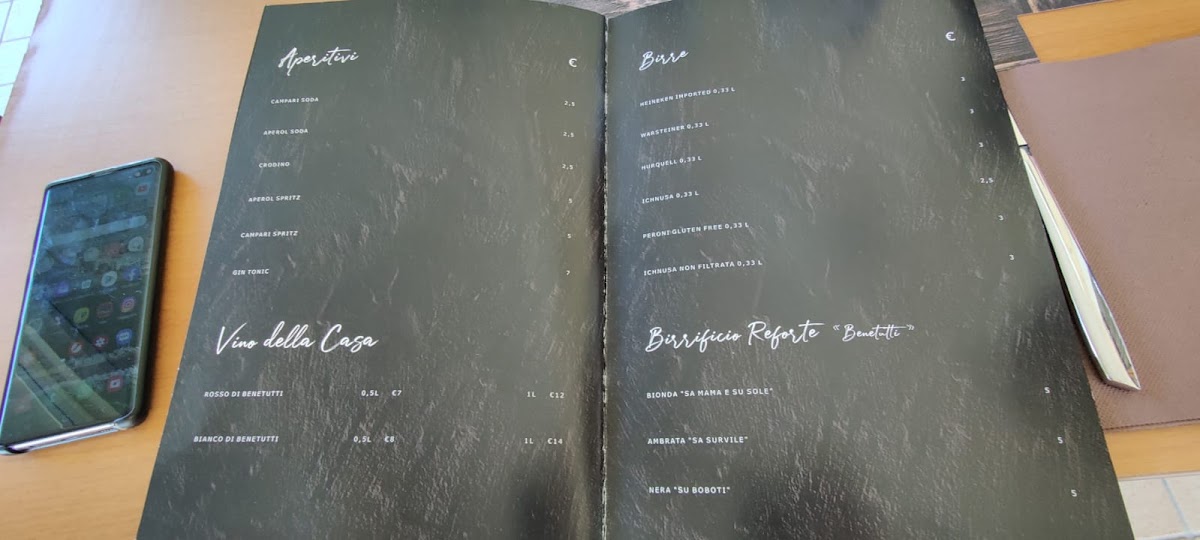 Aperitivi €
CAMPARI SODA 2,5
APEROL SODA 2,5
CRODINO 2,5
APEROL SPRITZ 5
CAMPARI SPRITZ 5
GIN TONIC 7
Vino della Casa
ROSSO DI BENETUTTI 0,5L €7 1L €12
BIANCO DI BENETUTTI 0,5L €8 1L €14
Birre €
HEINEKEN IMPORTED 0,33 L 3
WARSTEINER 0,33 L 3
HURQUELL 0,33 L 3
ICHNUSA 0,33 L 2,5
PERONI GLUTEN FREE 0,33 L 3
ICHNUSA NON FILTRATA 0,33 L 3
Birrificio Reforte "Benetutti"
BIONDA "SA MAMA E SU SOLE" 5
AMBRATA "SA SURVILE" 5
NERA "SU BOBOTI" 5